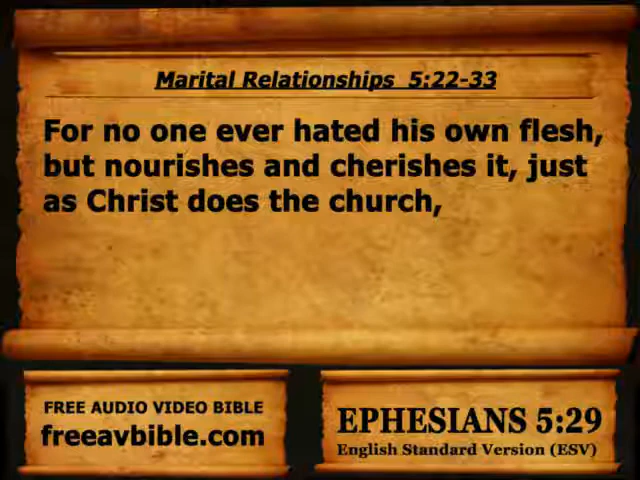 Marital Relationships 5:22-33
For no one ever hated his own flesh,
but nourishes and cherishes it, just
as Christ does the church,
FREE AUDIO VIDEO BIBLE
freeavbible.com
EPHESIANS 5:29
English Standard Version (ESV)